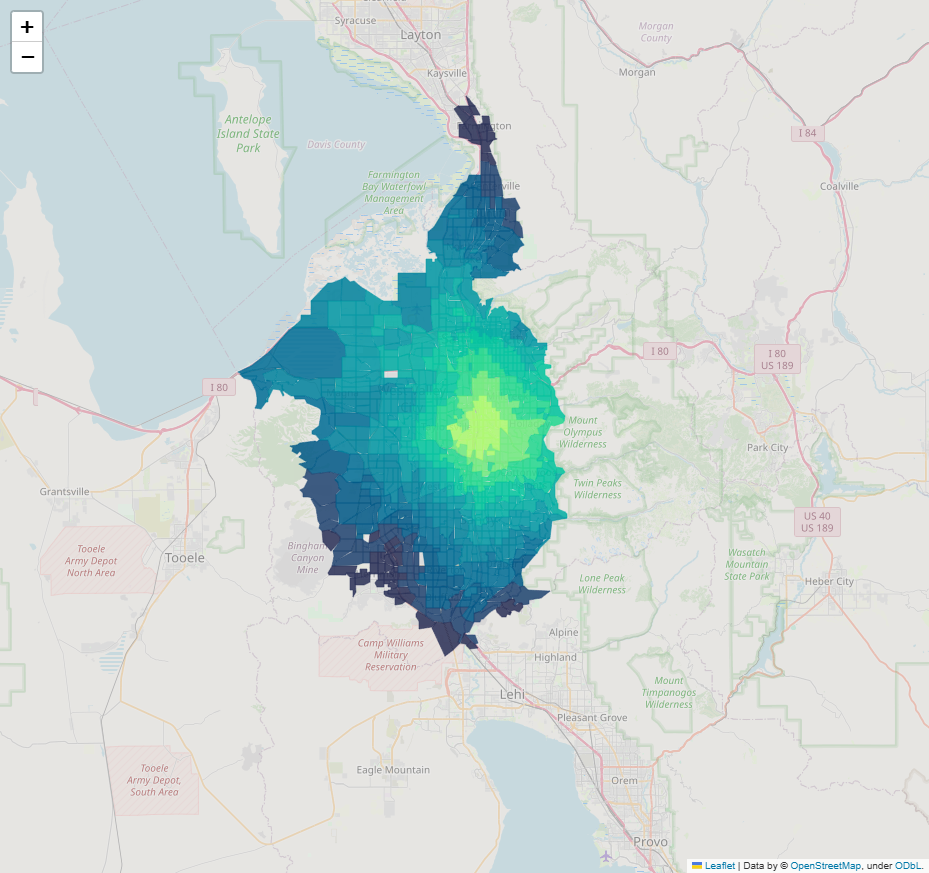 +
−
Syracuse
Layton
Kaysville
Morgan
County
Morgan
Antelope
Island State
Park
Davis County
I 84
Farmington
Bay Waterfowl
Management
Area
Coalville
I 80
I 80
I 80
US 189
Mount
Olympus
Wilderness
Park City
Grantsville
Twin Peaks
Wilderness
US 40
US 189
Tooele
Army Depot
North Area
Tooele
Bingham
Canyon
Mine
Wasatch
Mountain
State Park
Lone Peak
Wilderness
Heber City
Alpine
Camp Williams
Military
Reservation
Highland
Lehi
Mount
Timpanogos
Wilderness
Pleasant Grove
Tooele
Army Depot,
South Area
Eagle Mountain
Orem
Provo
Leaflet | Data by © OpenStreetMap, under ODbL.